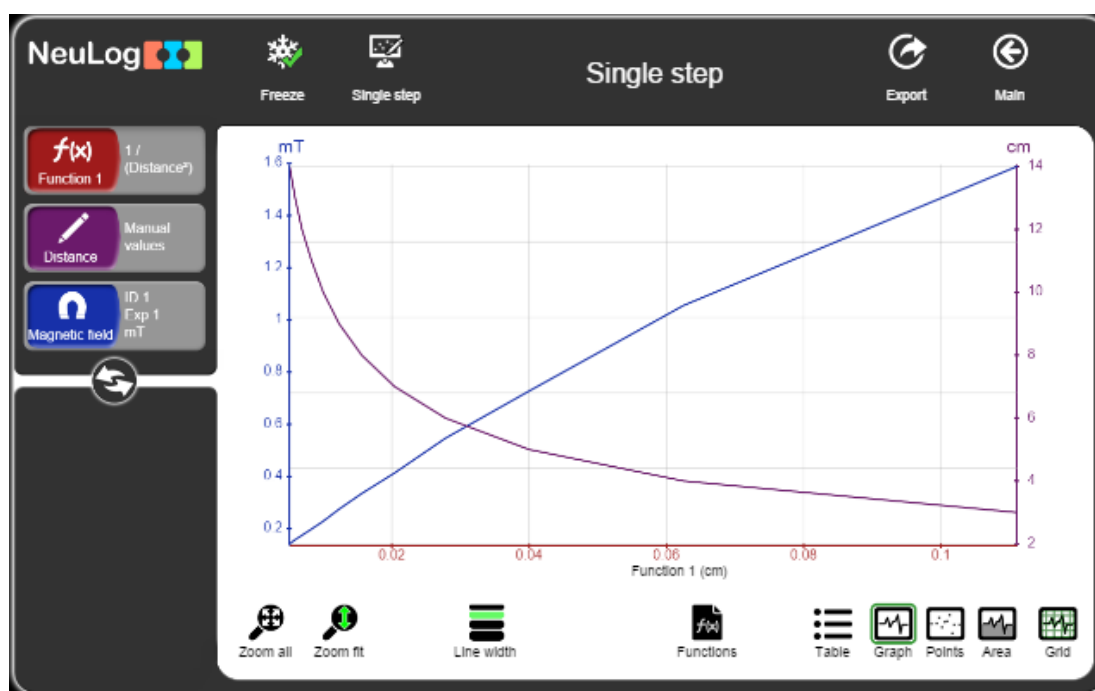 NeuLog
Freeze
Single step
Single step
Export
Main
f(x)
Function 1
1 /
(Distance²)
Distance
Manual
values
Magnetic field
ID 1
Exp 1
mT
mT
cm
1.6
1.4
1.2
1
0.8
0.6
0.4
0.2
14
12
10
8
6
4
2
0.02
0.04
0.06
0.08
0.1
Function 1 (cm)
Zoom all
Zoom fit
Line width
f(x)
Functions
Table
Graph
Points
Area
Grid